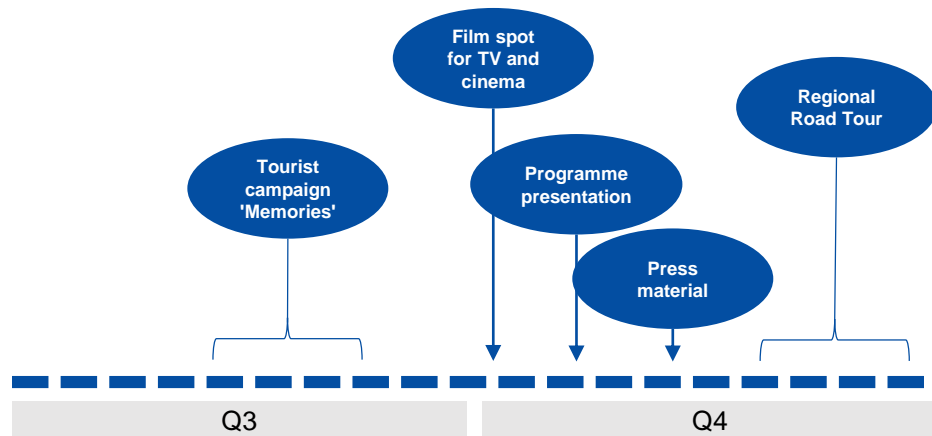 Film spot
for TV and
cinema
Regional
Road Tour
Tourist
campaign
'Memories'
Programme
presentation
Press
material
Q3
Q4